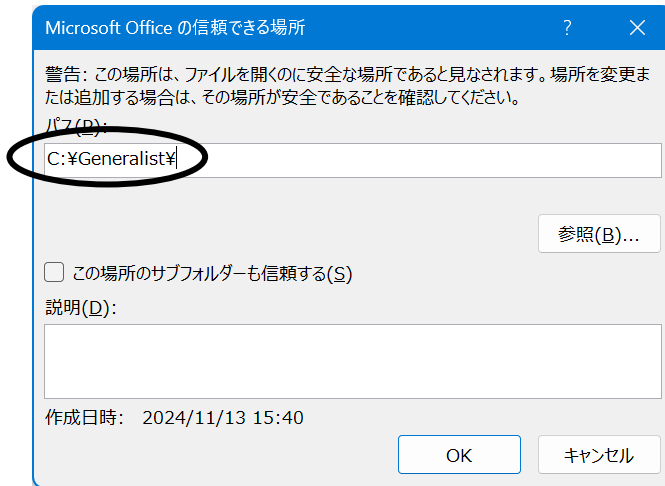 Microsoft Office の信頼できる場所
警告: この場所は、ファイルを開くのに安全な場所であると見なされます。場所を変更ま
たは追加する場合は、その場所が安全であることを確認してください。
パス(P):
C:¥Generalist¥
参照(B)...
この場所のサブフォルダーも信頼する(S)
説明(D):
作成日時: 2024/11/13 15:40
OK キャンセル